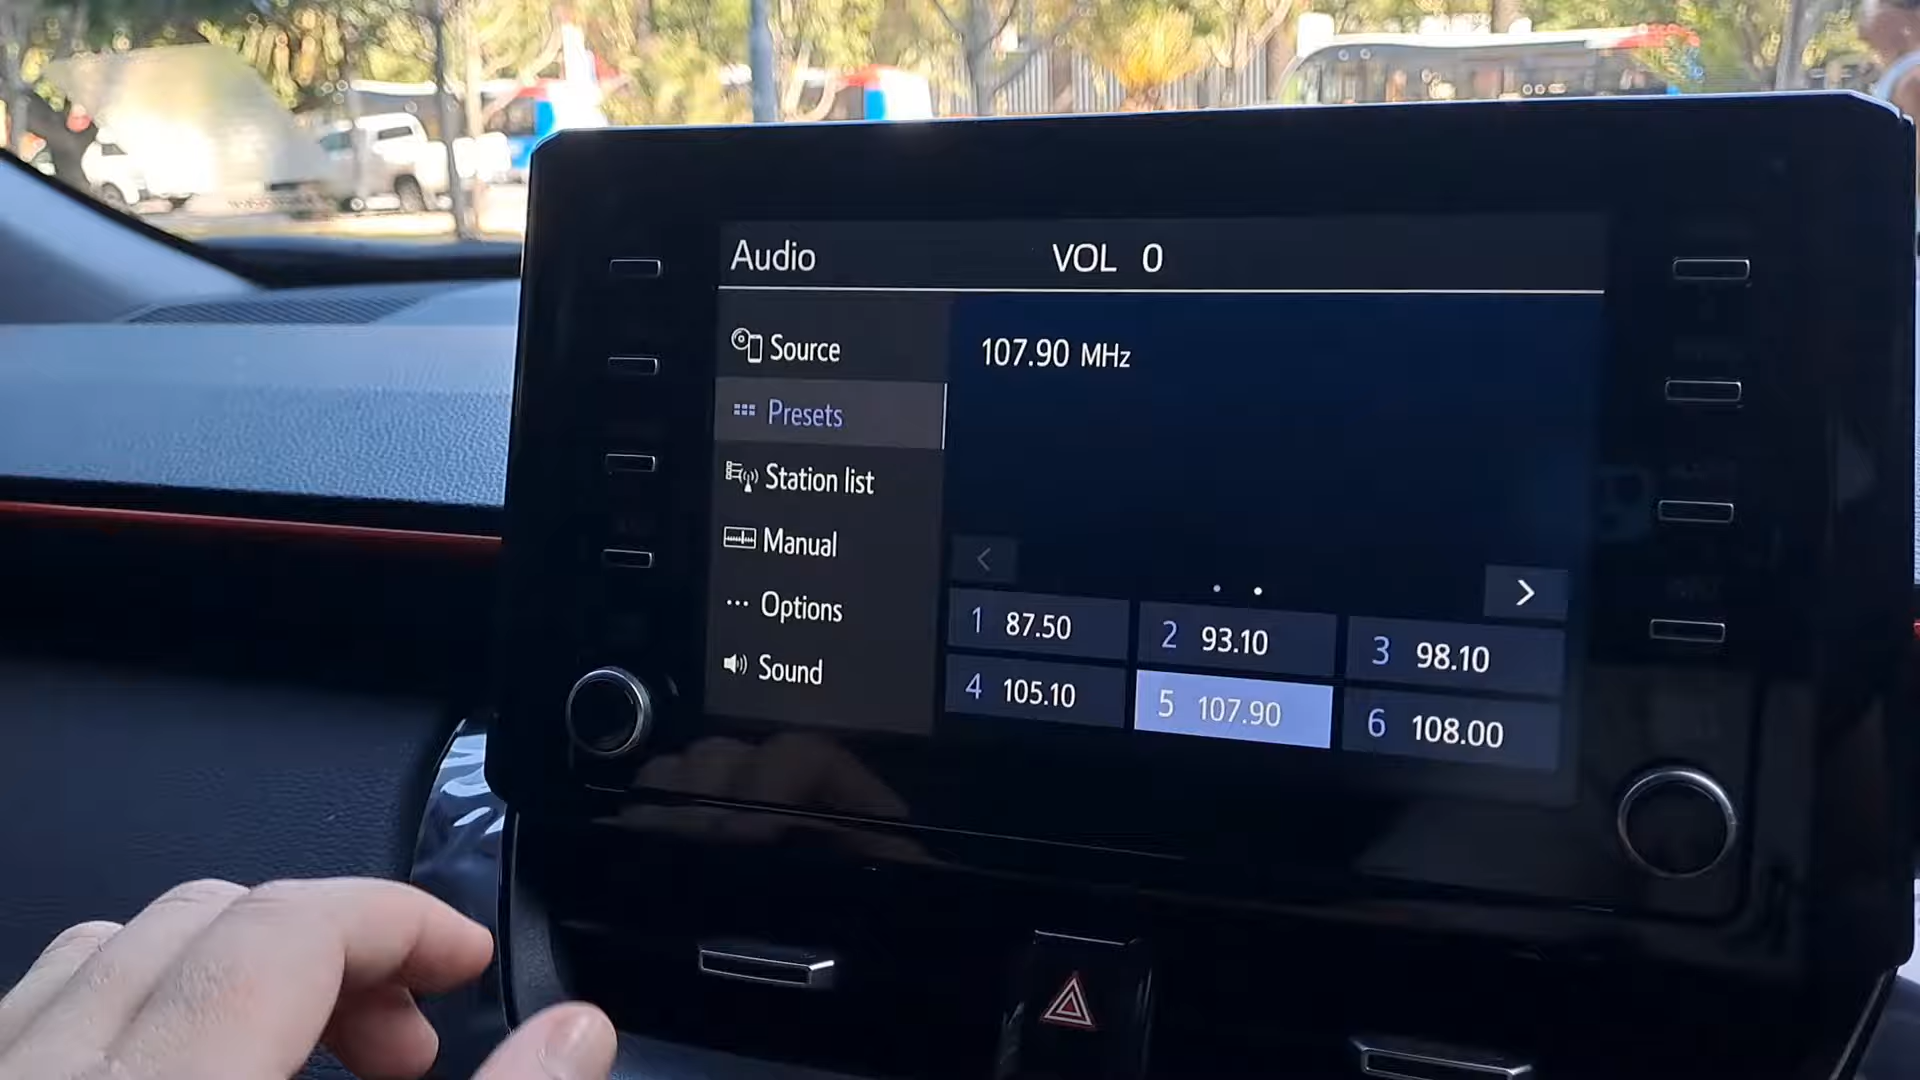 Audio VOL 0
Source
107.90 MHz
Presets
Station list
Manual
Options
Sound
1 87.50 2 93.10 3 98.10
4 105.10 5 107.90 6 108.00